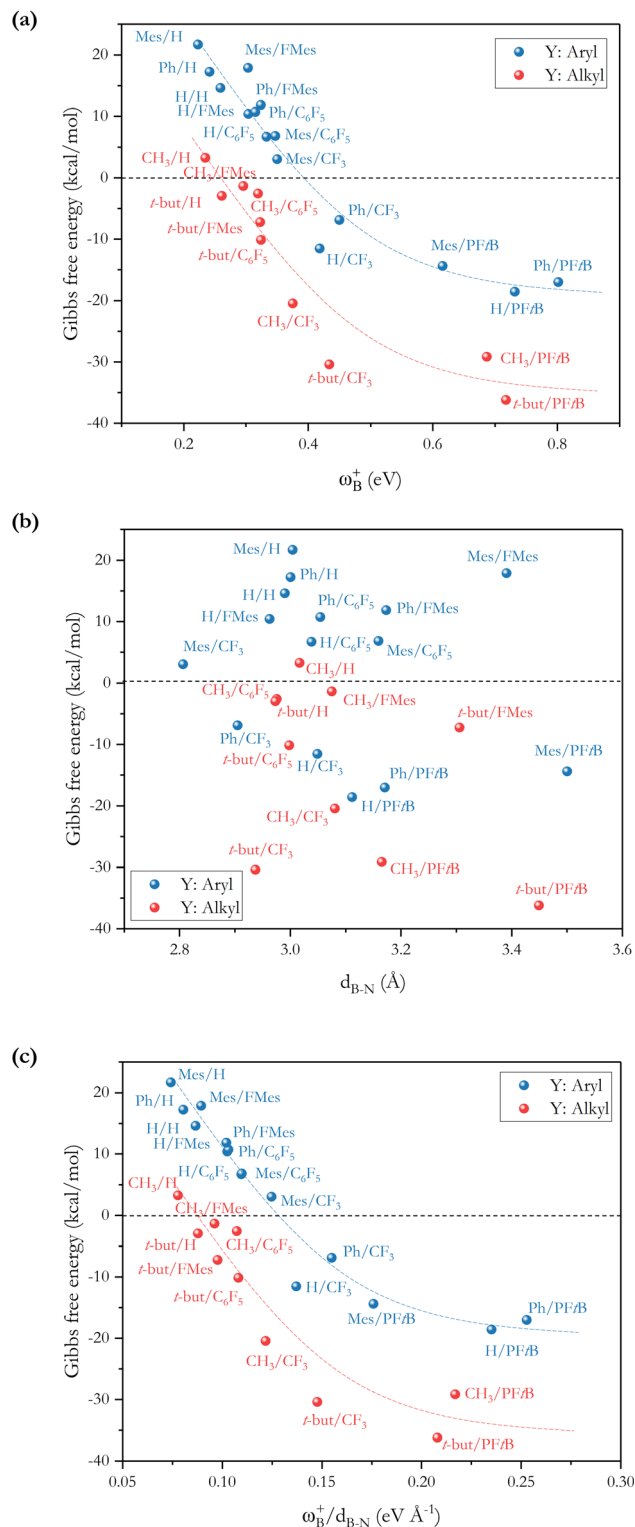 (a)
Mes/H
Mes/FMes
Y: Aryl
Y: Alkyl
Ph/H
Ph/FMes
H/H
H/FMes
Ph/C₆F₅
H/C₆F₅
Mes/C₆F₅
Mes/CF₃
CH₃/H
CH₃/FMes
t-but/H
CH₃/C₆F₅
Ph/CF₃
t-but/FMes
t-but/C₆F₅
H/CF₃
Mes/PFtB
Ph/PFtB
H/PFtB
CH₃/CF₃
t-but/CF₃
CH₃/PFtB
t-but/PFtB
20
10
0
-10
-20
-30
-40
Gibbs free energy (kcal/mol)
0.2
0.4
0.6
0.8
ω⁺B (eV)
(b)
Mes/H
Mes/FMes
Ph/H
H/H
Ph/C₆F₅
Ph/FMes
H/FMes
H/C₆F₅
Mes/C₆F₅
Mes/CF₃
CH₃/H
CH₃/C₆F₅
t-but/H
CH₃/FMes
t-but/FMes
Ph/CF₃
t-but/C₆F₅
H/CF₃
Mes/PFtB
Ph/PFtB
H/PFtB
CH₃/CF₃
t-but/CF₃
CH₃/PFtB
t-but/PFtB
Y: Aryl
Y: Alkyl
20
10
0
-10
-20
-30
-40
Gibbs free energy (kcal/mol)
2.8
3.0
3.2
3.4
3.6
d B-N (Å)
(c)
Mes/H
Y: Aryl
Y: Alkyl
Ph/H
Mes/FMes
H/H
H/FMes
Ph/FMes
Ph/C₆F₅
H/C₆F₅
Mes/C₆F₅
CH₃/H
Mes/CF₃
CH₃/FMes
t-but/H
CH₃/C₆F₅
Ph/CF₃
t-but/FMes
t-but/C₆F₅
H/CF₃
Mes/PFtB
Ph/PFtB
H/PFtB
CH₃/CF₃
t-but/CF₃
CH₃/PFtB
t-but/PFtB
20
10
0
-10
-20
-30
-40
Gibbs free energy (kcal/mol)
0.05
0.10
0.15
0.20
0.25
0.30
ω⁺B/d B-N (eV Å⁻¹)